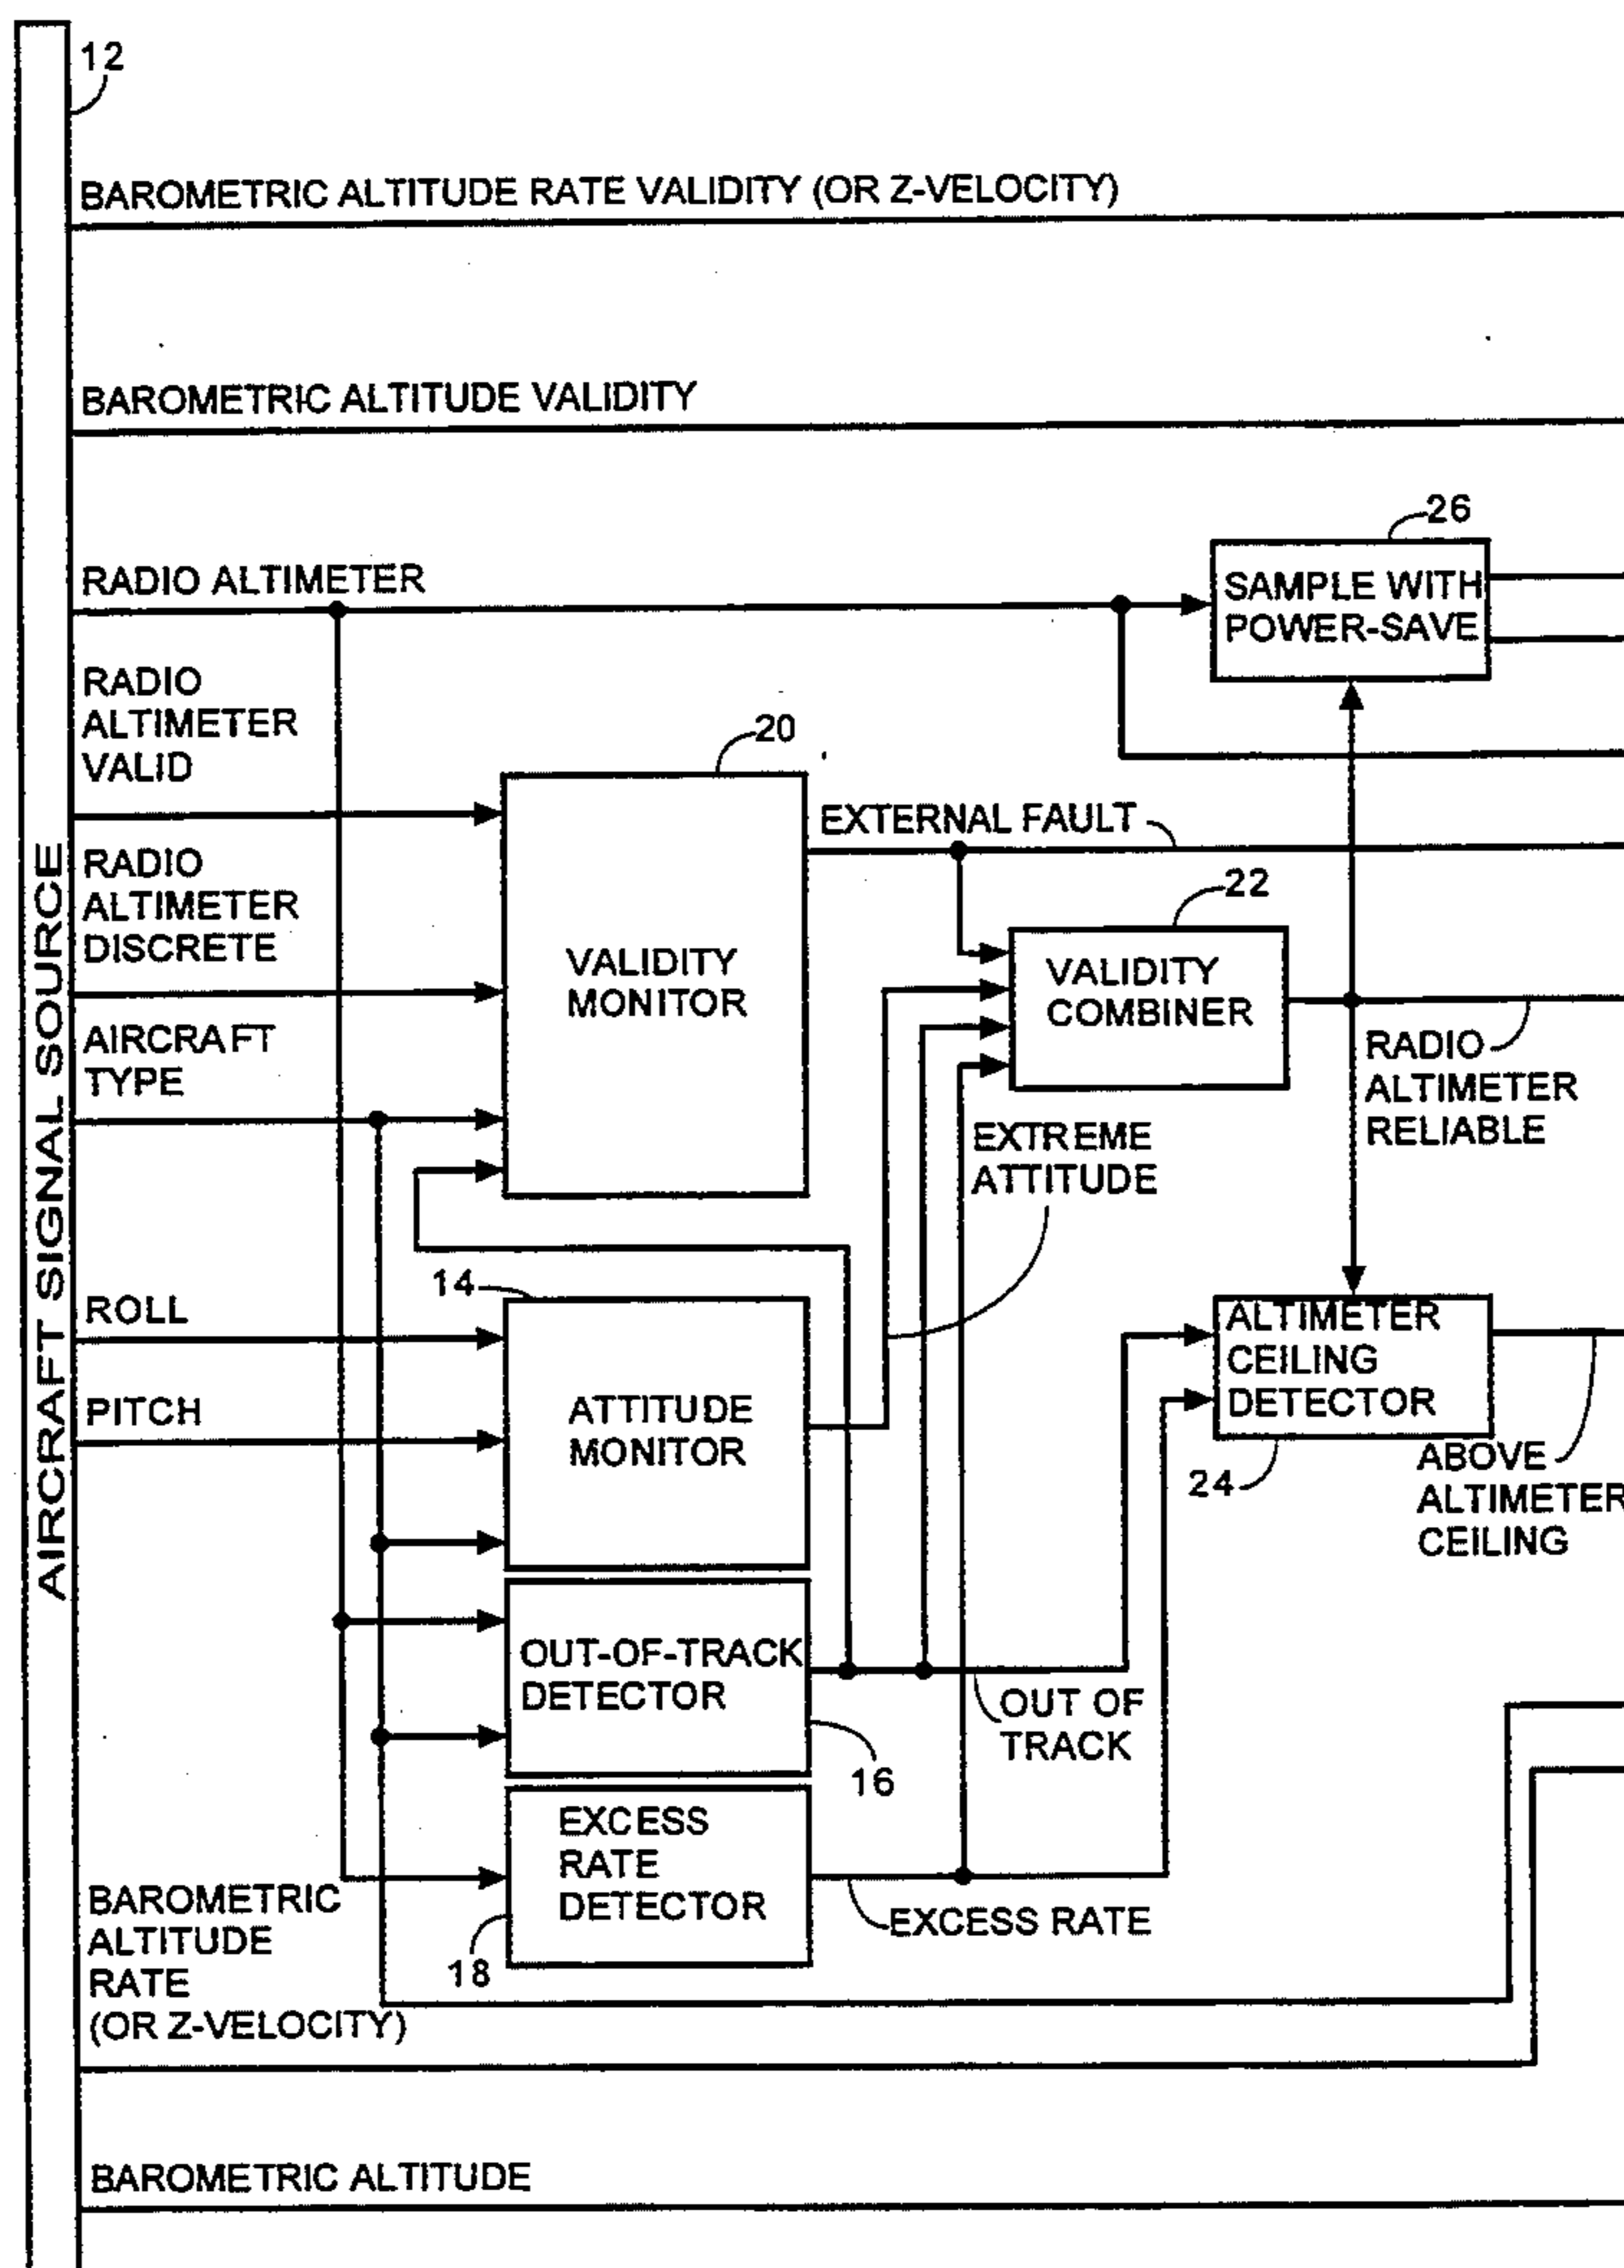 12
BAROMETRIC ALTITUDE RATE VALIDITY (OR Z-VELOCITY)
BAROMETRIC ALTITUDE VALIDITY
26
RADIO ALTIMETER
SAMPLE WITH
POWER-SAVE
RADIO
ALTIMETER
VALID
20
EXTERNAL FAULT
RADIO
ALTIMETER
DISCRETE
22
VALIDITY
MONITOR
VALIDITY
COMBINER
AIRCRAFT
TYPE
RADIO
ALTIMETER
RELIABLE
EXTREME
ATTITUDE
AIRCRAFT SIGNAL SOURCE
14
ROLL
ALTIMETER
CEILING
DETECTOR
PITCH
ATTITUDE
MONITOR
24
ABOVE
ALTIMETER
CEILING
OUT-OF-TRACK
DETECTOR
OUT OF
TRACK
16
EXCESS
RATE
DETECTOR
BAROMETRIC
ALTITUDE
RATE
(OR Z-VELOCITY)
EXCESS RATE
18
BAROMETRIC ALTITUDE